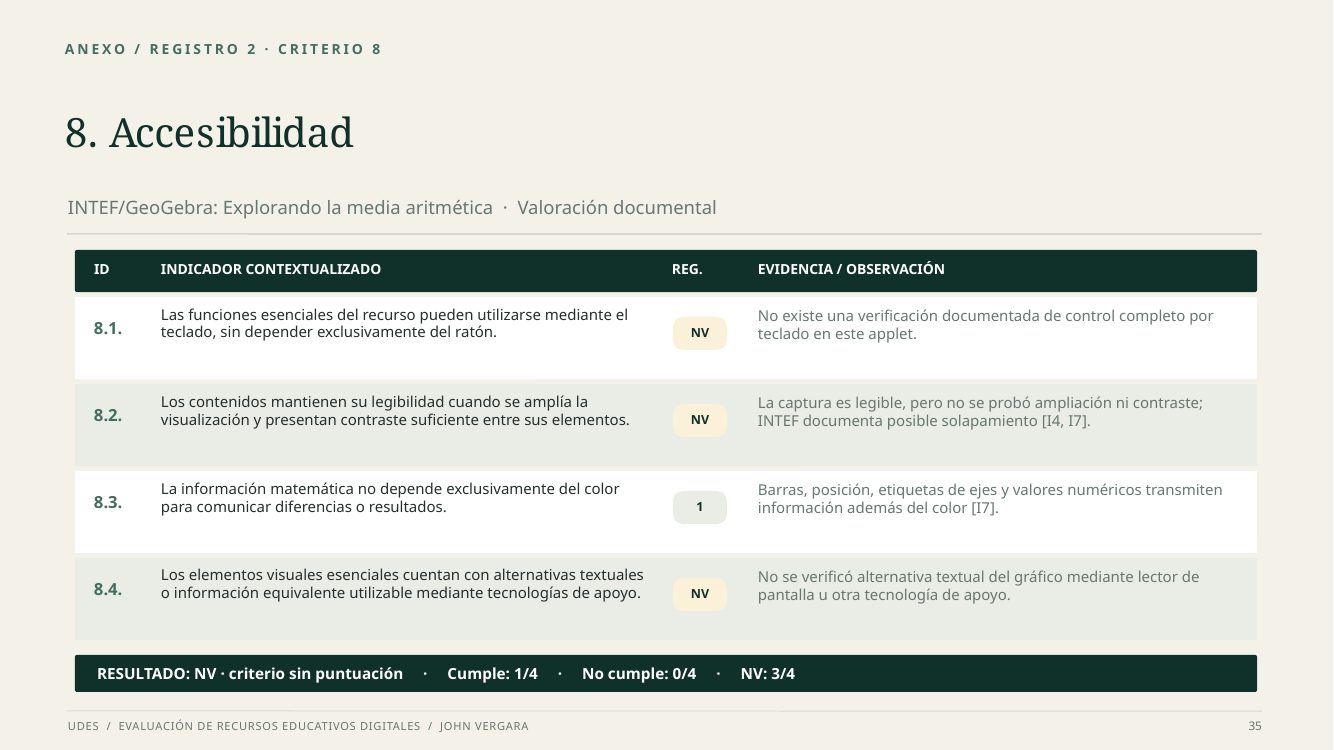 ANEXO / REGISTRO 2 · CRITERIO 8
8. Accesibilidad
INTEF/GeoGebra: Explorando la media aritmética · Valoración documental
ID INDICADOR CONTEXTUALIZADO REG. EVIDENCIA / OBSERVACIÓN
8.1.
Las funciones esenciales del recurso pueden utilizarse mediante el
teclado, sin depender exclusivamente del ratón.
NV
No existe una verificación documentada de control completo por
teclado en este applet.
8.2.
Los contenidos mantienen su legibilidad cuando se amplía la
visualización y presentan contraste suficiente entre sus elementos.
NV
La captura es legible, pero no se probó ampliación ni contraste;
INTEF documenta posible solapamiento [I4, I7].
8.3.
La información matemática no depende exclusivamente del color
para comunicar diferencias o resultados.
1
Barras, posición, etiquetas de ejes y valores numéricos transmiten
información además del color [I7].
8.4.
Los elementos visuales esenciales cuentan con alternativas textuales
o información equivalente utilizable mediante tecnologías de apoyo.
NV
No se verificó alternativa textual del gráfico mediante lector de
pantalla u otra tecnología de apoyo.
RESULTADO: NV · criterio sin puntuación · Cumple: 1/4 · No cumple: 0/4 · NV: 3/4
UDES / EVALUACIÓN DE RECURSOS EDUCATIVOS DIGITALES / JOHN VERGARA
35